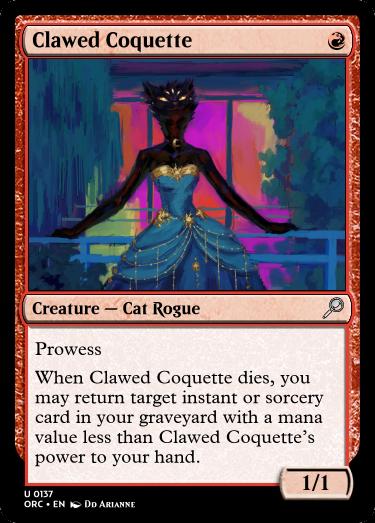 Clawed Coquette
Creature — Cat Rogue
Prowess
When Clawed Coquette dies, you
may return target instant or sorcery
card in your graveyard with a mana
value less than Clawed Coquette's
power to your hand.
1/1
U 0137
ORC • EN Dd Arianne